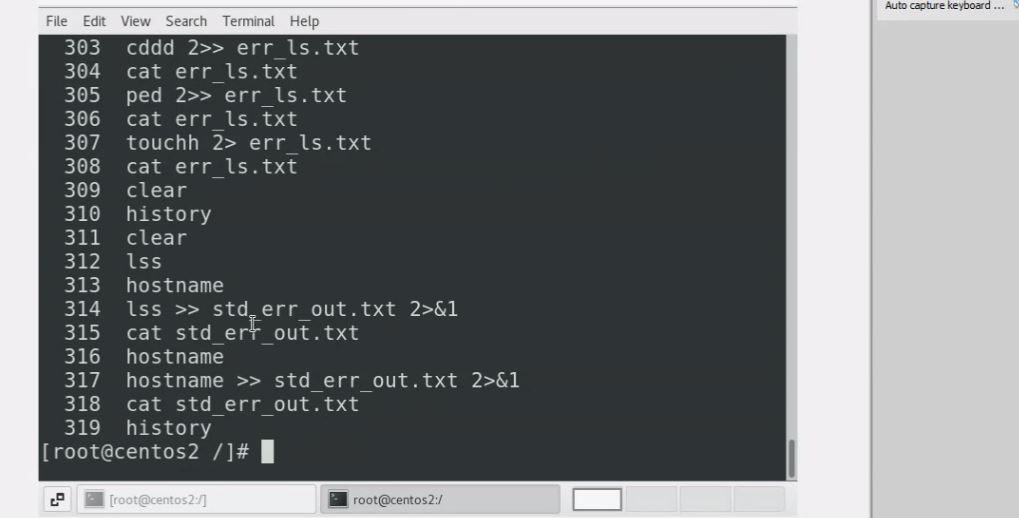 Auto capture keyboard ...
File Edit View Search Terminal Help
303 cddd 2>> err_ls.txt
304 cat err_ls.txt
305 ped 2>> err_ls.txt
306 cat err_ls.txt
307 touchh 2> err_ls.txt
308 cat err_ls.txt
309 clear
310 history
311 clear
312 lss
313 hostname
314 lss >> std_err_out.txt 2>&1
315 cat std_err_out.txt
316 hostname
317 hostname >> std_err_out.txt 2>&1
318 cat std_err_out.txt
319 history
[root@centos2 /]#
[root@centos2:/]
root@centos2:/